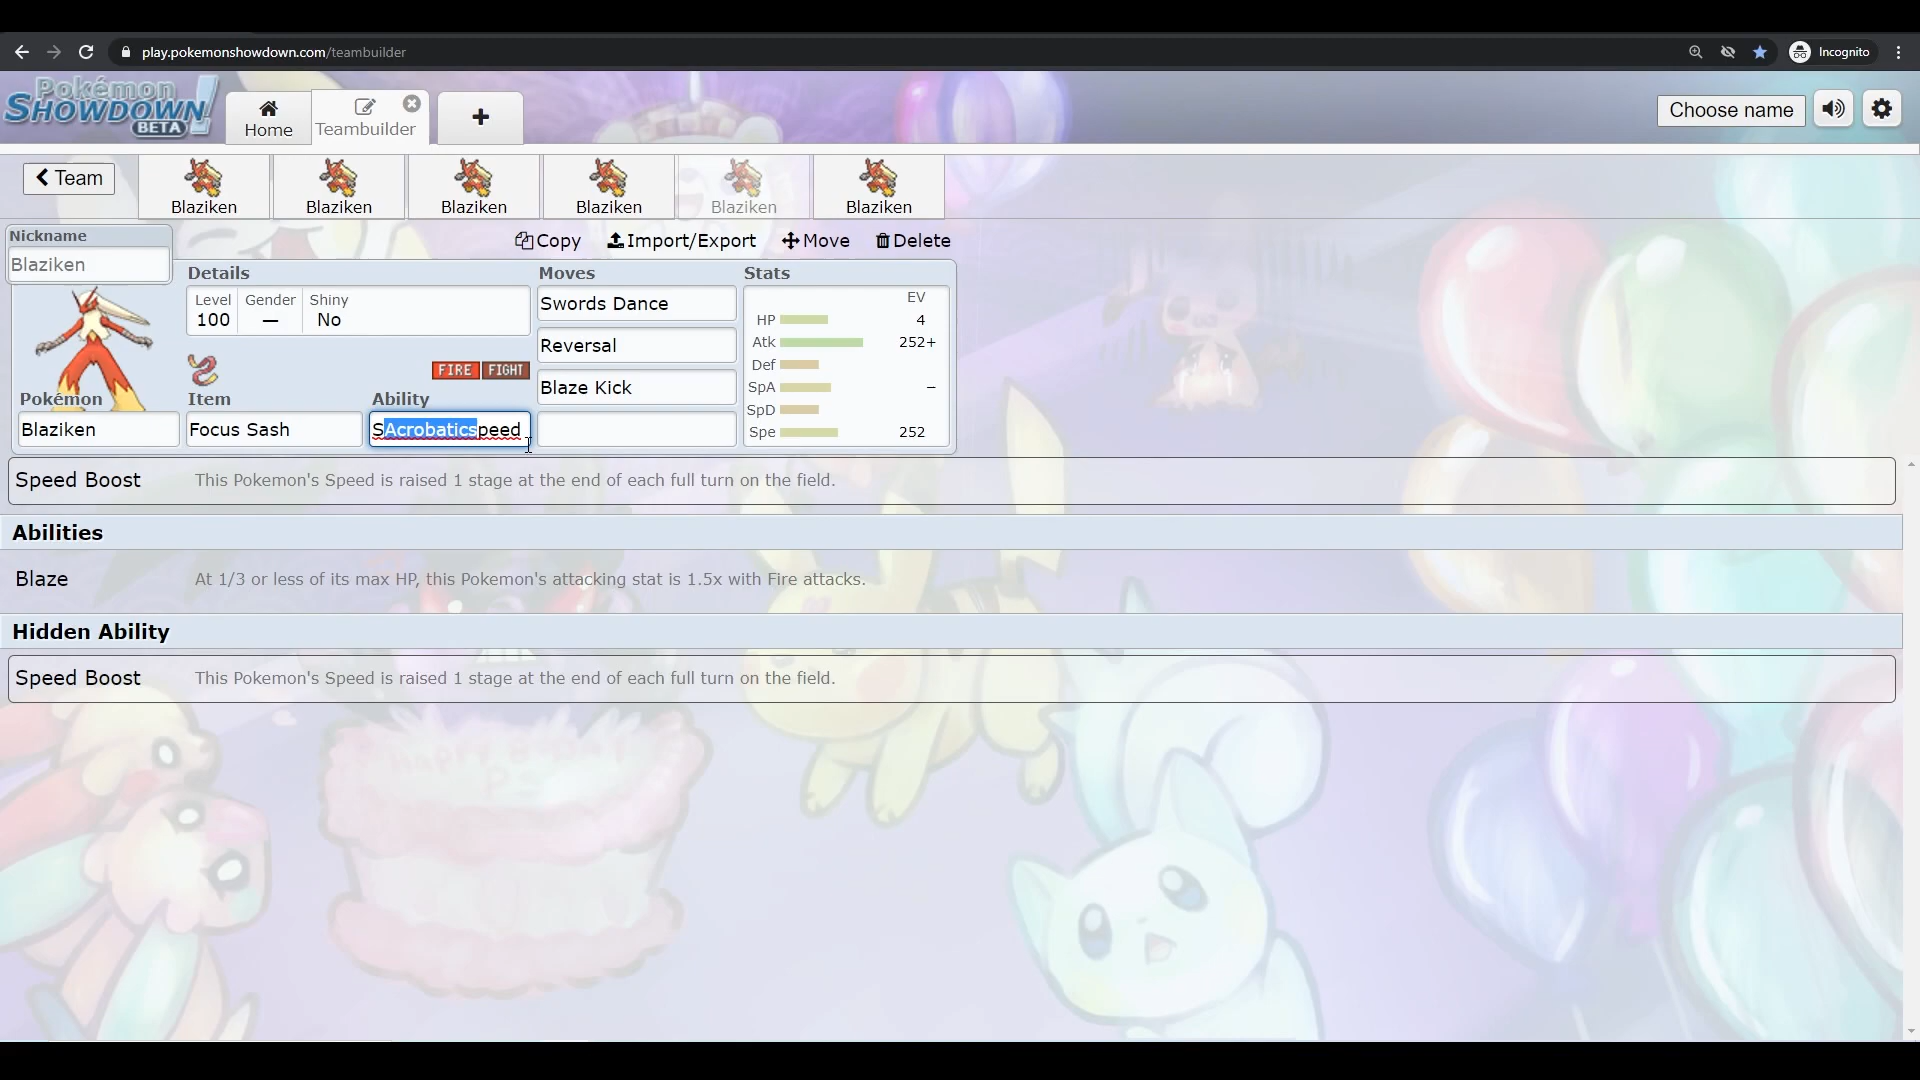 play.pokemonshowdown.com/teambuilder
Incognito
Pokémon
SHOWDOWN!
BETA
Home
Teambuilder
+
Choose name
Team
Blaziken
Blaziken
Blaziken
Blaziken
Blaziken
Blaziken
Nickname
Blaziken
Copy
Import/Export
Move
Delete
Details
Moves
Stats
Level
Gender
Shiny
100
—
No
Swords Dance
Reversal
Blaze Kick
EV
HP 4
Atk 252+
Def
SpA −
SpD
Spe 252
FIRE FIGHT
Pokémon
Item
Ability
Blaziken
Focus Sash
SAcrobaticspeed
Speed Boost This Pokemon's Speed is raised 1 stage at the end of each full turn on the field.
Abilities
Blaze At 1/3 or less of its max HP, this Pokemon's attacking stat is 1.5x with Fire attacks.
Hidden Ability
Speed Boost This Pokemon's Speed is raised 1 stage at the end of each full turn on the field.